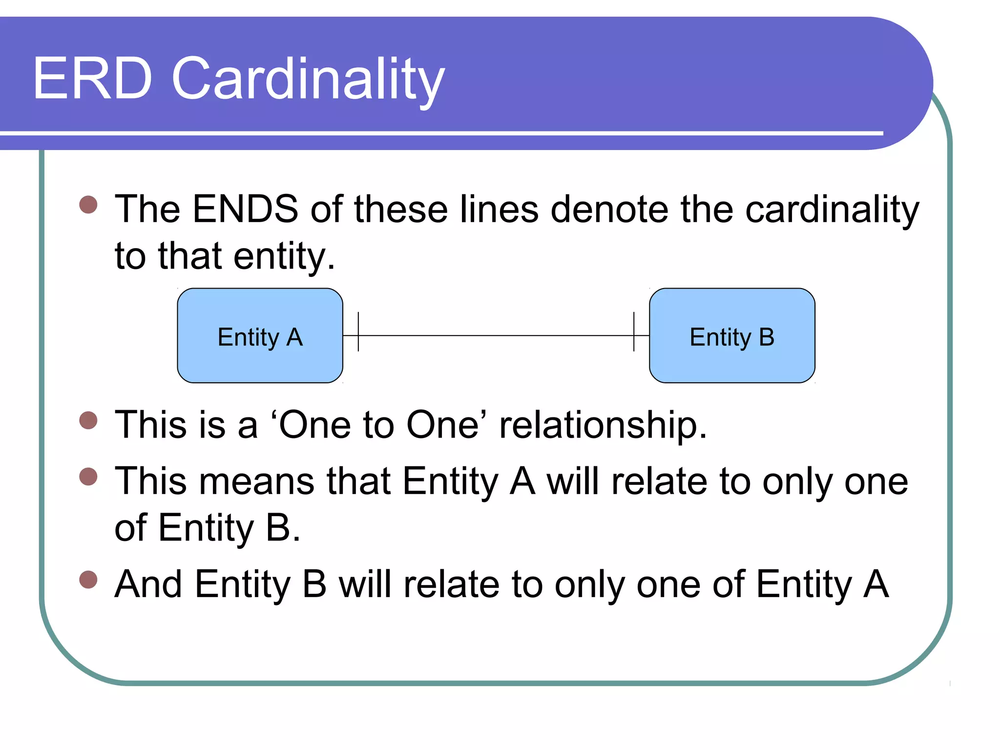 ERD Cardinality
The ENDS of these lines denote the cardinality
to that entity.
Entity A
Entity B
This is a ‘One to One’ relationship.
This means that Entity A will relate to only one
of Entity B.
And Entity B will relate to only one of Entity A